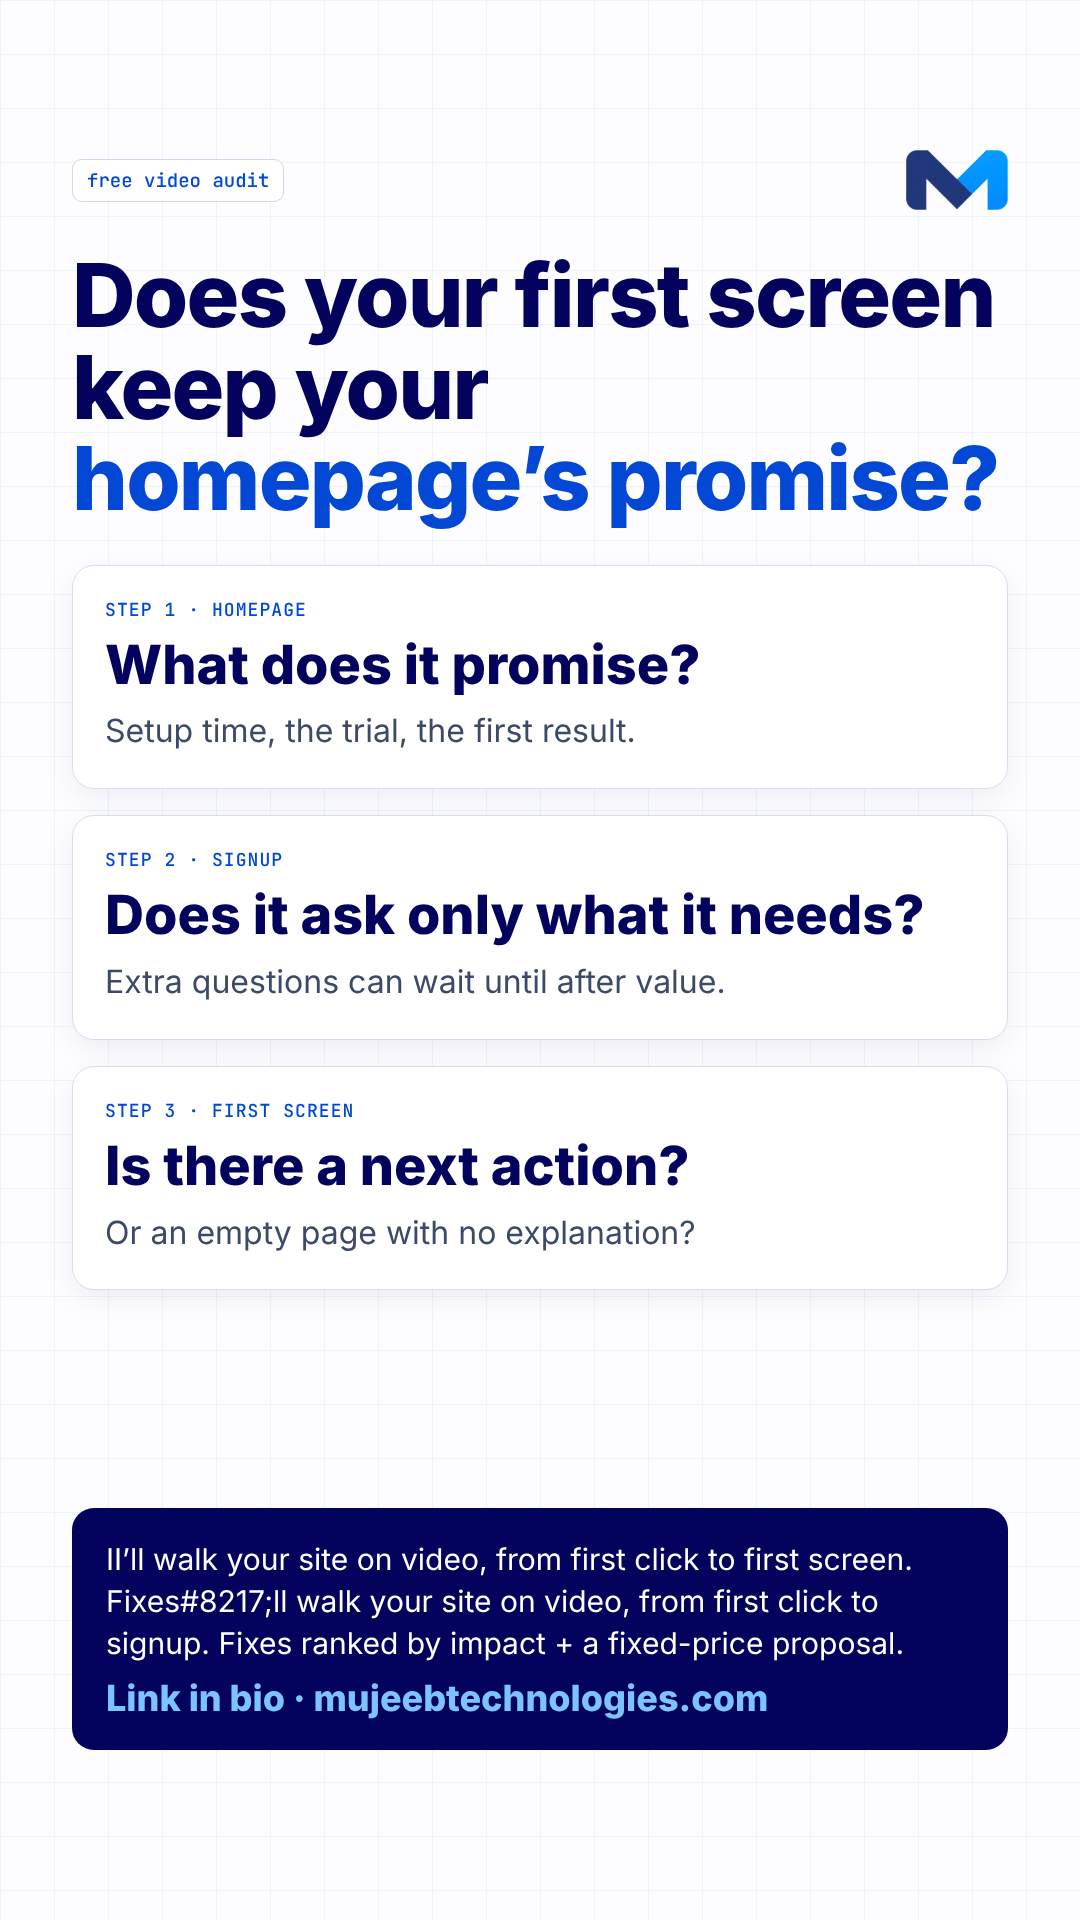 free video audit
Does your first screen
keep your
homepage’s promise?
STEP 1 · HOMEPAGE
What does it promise?
Setup time, the trial, the first result.
STEP 2 · SIGNUP
Does it ask only what it needs?
Extra questions can wait until after value.
STEP 3 · FIRST SCREEN
Is there a next action?
Or an empty page with no explanation?
II’ll walk your site on video, from first click to first screen.
Fixes#8217;ll walk your site on video, from first click to
signup. Fixes ranked by impact + a fixed-price proposal.
Link in bio · mujeebtechnologies.com